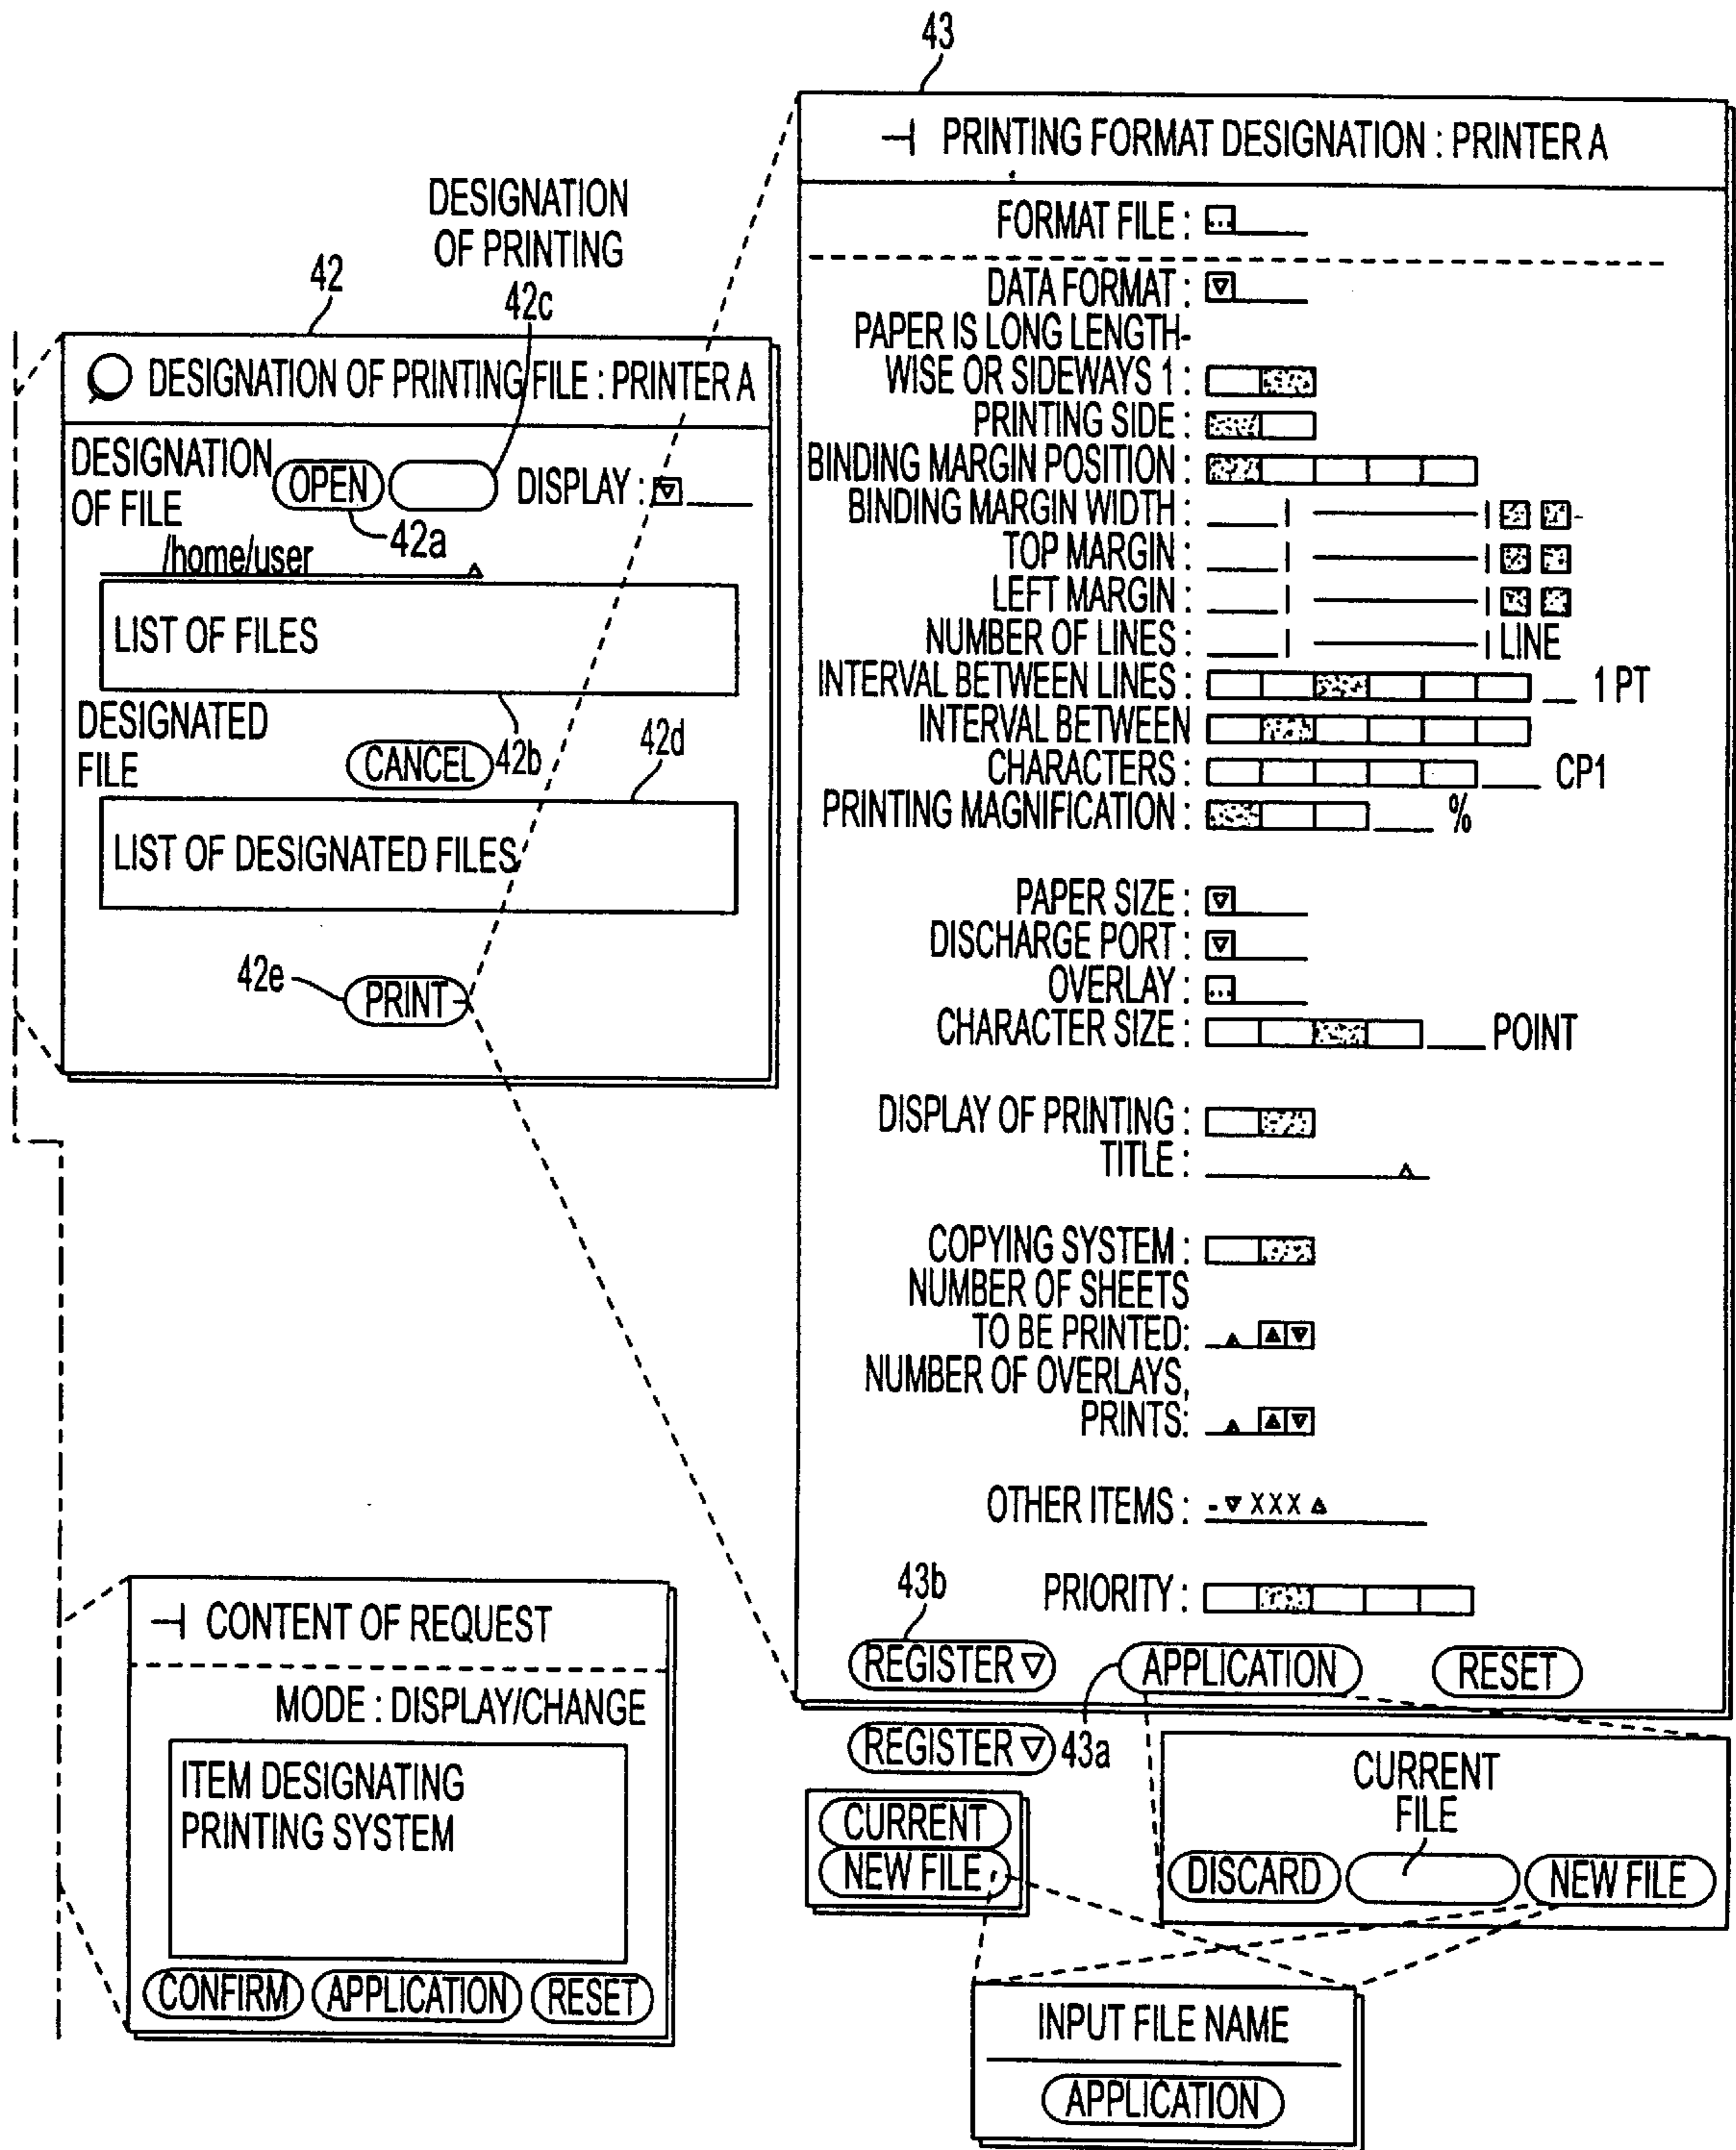 43
PRINTING FORMAT DESIGNATION : PRINTER A
FORMAT FILE :
DATA FORMAT :
PAPER IS LONG LENGTH-
WISE OR SIDEWAYS 1 :
PRINTING SIDE :
BINDING MARGIN POSITION :
BINDING MARGIN WIDTH :
TOP MARGIN :
LEFT MARGIN :
NUMBER OF LINES : LINE
INTERVAL BETWEEN LINES : 1 PT
INTERVAL BETWEEN
CHARACTERS : CP1
PRINTING MAGNIFICATION : %
PAPER SIZE :
DISCHARGE PORT :
OVERLAY :
CHARACTER SIZE : POINT
DISPLAY OF PRINTING :
TITLE :
COPYING SYSTEM :
NUMBER OF SHEETS
TO BE PRINTED:
NUMBER OF OVERLAYS,
PRINTS:
OTHER ITEMS : XXX
PRIORITY :
43b
REGISTER APPLICATION RESET
43a
REGISTER
CURRENT
NEW FILE
CURRENT
FILE
DISCARD NEW FILE
INPUT FILE NAME
APPLICATION
DESIGNATION
OF PRINTING
42
42c
DESIGNATION OF PRINTING FILE : PRINTER A
DESIGNATION
OF FILE
OPEN DISPLAY :
42a
/home/user
LIST OF FILES
DESIGNATED
FILE
CANCEL 42b 42d
LIST OF DESIGNATED FILES
42e PRINT
CONTENT OF REQUEST
MODE : DISPLAY/CHANGE
ITEM DESIGNATING
PRINTING SYSTEM
CONFIRM APPLICATION RESET